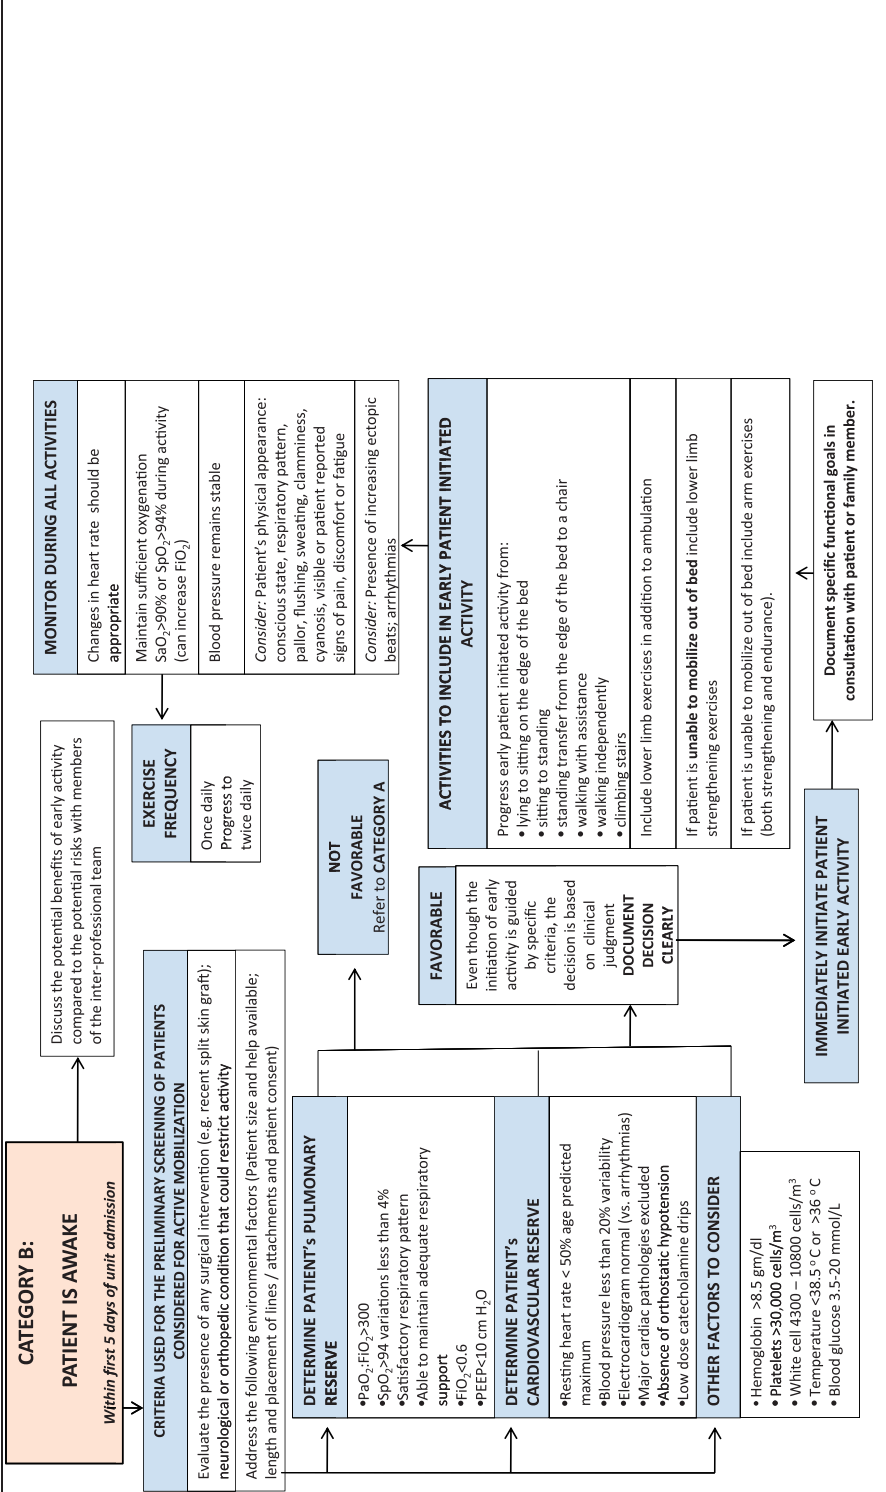 CATEGORY B:
PATIENT IS AWAKE
Within first 5 days of unit admission
Discuss the potential benefits of early activity
compared to the potential risks with members
of the inter-professional team
CRITERIA USED FOR THE PRELIMINARY SCREENING OF PATIENTS
CONSIDERED FOR ACTIVE MOBILIZATION
Evaluate the presence of any surgical intervention (e.g. recent split skin graft);
neurological or orthopedic condition that could restrict activity
Address the following environmental factors (Patient size and help available;
length and placement of lines / attachments and patient consent)
DETERMINE PATIENT's PULMONARY
RESERVE
•PaO₂:FiO₂>300
•SpO₂>94 variations less than 4%
•Satisfactory respiratory pattern
•Able to maintain adequate respiratory
support
•FiO₂<0.6
•PEEP<10 cm H₂O
DETERMINE PATIENT's
CARDIOVASCULAR RESERVE
•Resting heart rate < 50% age predicted
maximum
•Blood pressure less than 20% variability
•Electrocardiogram normal (vs. arrhythmias)
•Major cardiac pathologies excluded
•Absence of orthostatic hypotension
•Low dose catecholamine drips
OTHER FACTORS TO CONSIDER
• Hemoglobin >8.5 gm/dl
• Platelets >30,000 cells/m³
• White cell 4300 – 10800 cells/m³
• Temperature <38.5 ° C or >36 ° C
• Blood glucose 3.5-20 mmol/L
NOT
FAVORABLE
Refer to CATEGORY A
FAVORABLE
Even though the
initiation of early
activity is guided
by specific
criteria, the
decision is based
on clinical
judgment
DOCUMENT
DECISION
CLEARLY
IMMEDIATELY INITIATE PATIENT
INITIATED EARLY ACTIVITY
Document specific functional goals in
consultation with patient or family member.
ACTIVITIES TO INCLUDE IN EARLY PATIENT INITIATED
ACTIVITY
Progress early patient initiated activity from:
• lying to sitting on the edge of the bed
• sitting to standing
• standing transfer from the edge of the bed to a chair
• walking with assistance
• walking independently
• climbing stairs
Include lower limb exercises in addition to ambulation
If patient is unable to mobilize out of bed include lower limb
strengthening exercises
If patient is unable to mobilize out of bed include arm exercises
(both strengthening and endurance).
MONITOR DURING ALL ACTIVITIES
Changes in heart rate should be
appropriate
Maintain sufficient oxygenation
SaO₂>90% or SpO₂>94% during activity
(can increase FiO₂)
Blood pressure remains stable
Consider: Patient's physical appearance:
conscious state, respiratory pattern,
pallor, flushing, sweating, clamminess,
cyanosis, visible or patient reported
signs of pain, discomfort or fatigue
Consider: Presence of increasing ectopic
beats; arrhythmias
EXERCISE
FREQUENCY
Once daily
Progress to
twice daily